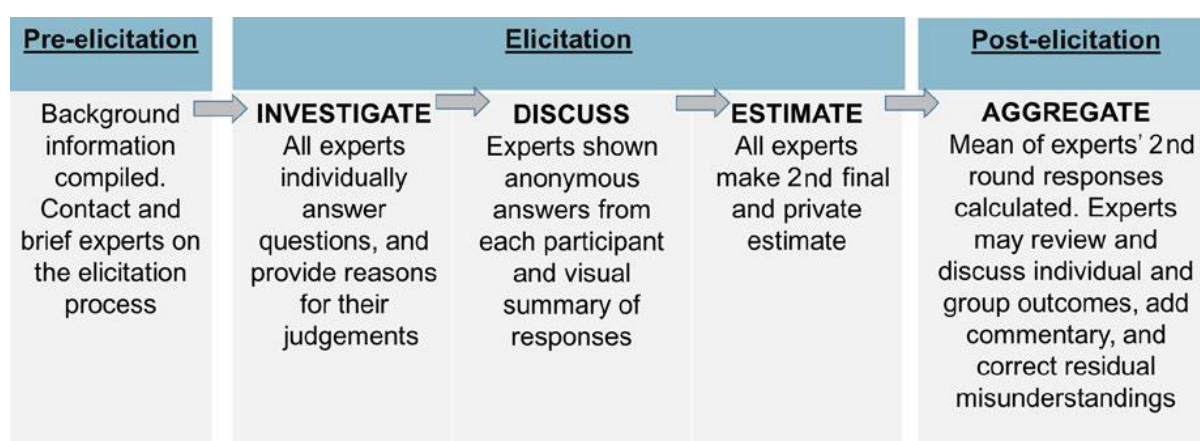 Pre-elicitation
Elicitation
Post-elicitation
Background
information
compiled.
Contact and
brief experts on
the elicitation
process
INVESTIGATE
All experts
individually
answer
questions, and
provide reasons
for their
judgements
DISCUSS
Experts shown
anonymous
answers from
each participant
and visual
summary of
responses
ESTIMATE
All experts
make 2nd final
and private
estimate
AGGREGATE
Mean of experts’ 2nd
round responses
calculated. Experts
may review and
discuss individual and
group outcomes, add
commentary, and
correct residual
misunderstandings